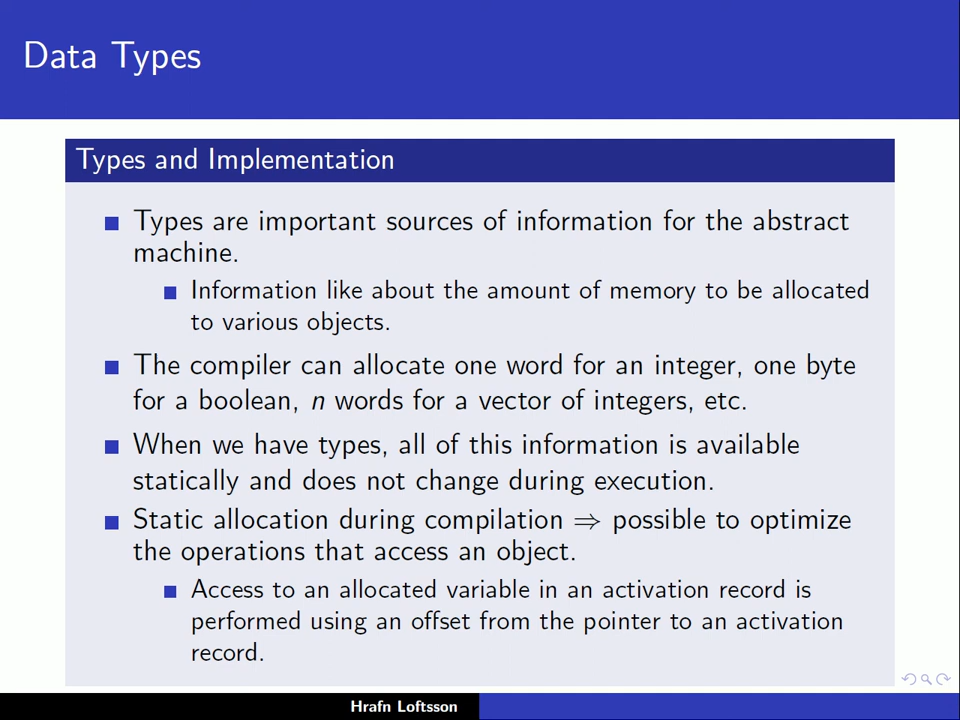 Data Types
Types and Implementation
Types are important sources of information for the abstract
machine.
Information like about the amount of memory to be allocated
to various objects.
The compiler can allocate one word for an integer, one byte
for a boolean, n words for a vector of integers, etc.
When we have types, all of this information is available
statically and does not change during execution.
Static allocation during compilation ⇒ possible to optimize
the operations that access an object.
Access to an allocated variable in an activation record is
performed using an offset from the pointer to an activation
record.
Hrafn Loftsson